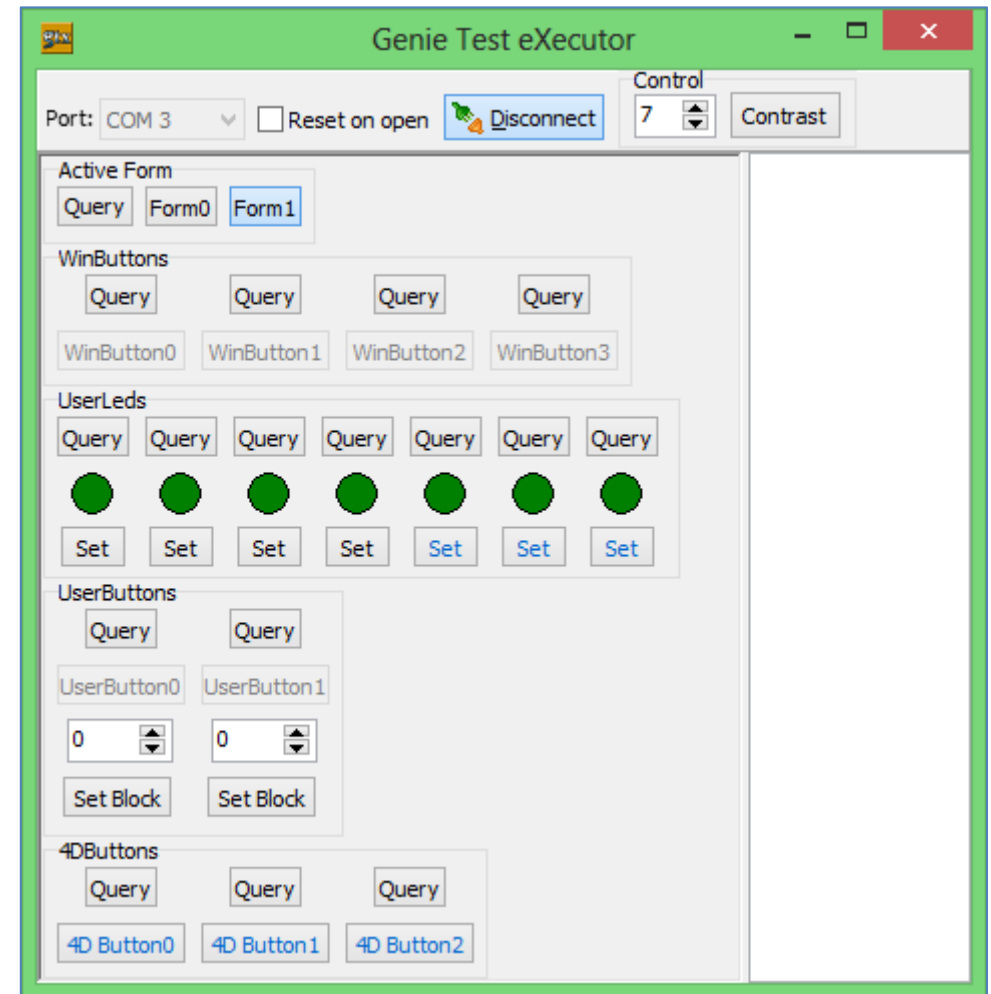 Genie Test eXecutor
Control
Port: COM 3 Reset on open Disconnect 7 Contrast
Active Form
Query Form0 Form1
WinButtons
Query Query Query Query
WinButton0 WinButton1 WinButton2 WinButton3
UserLeds
Query Query Query Query Query Query Query
Set Set Set Set Set Set Set
UserButtons
Query Query
UserButton0 UserButton1
0 0
Set Block Set Block
4DButtons
Query Query Query
4D Button0 4D Button1 4D Button2